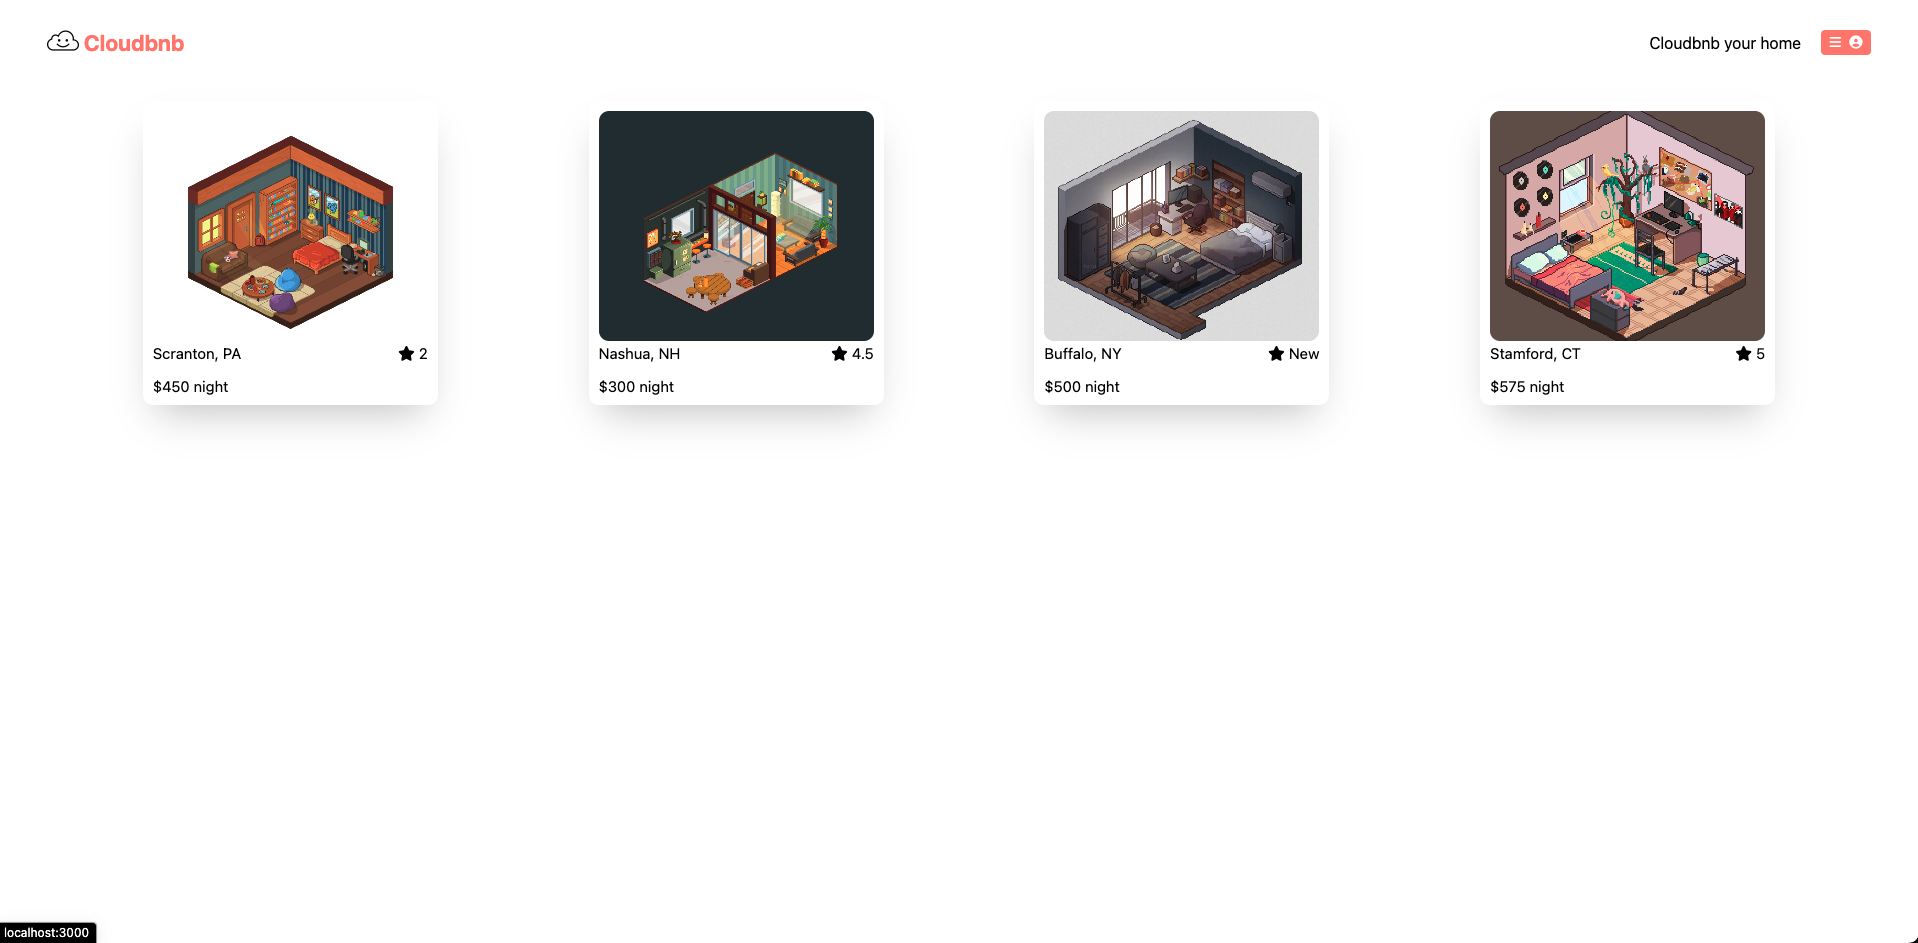 Cloudbnb
Cloudbnb your home
Scranton, PA
2
$450 night
Nashua, NH
4.5
$300 night
Buffalo, NY
New
$500 night
Stamford, CT
5
$575 night
localhost:3000